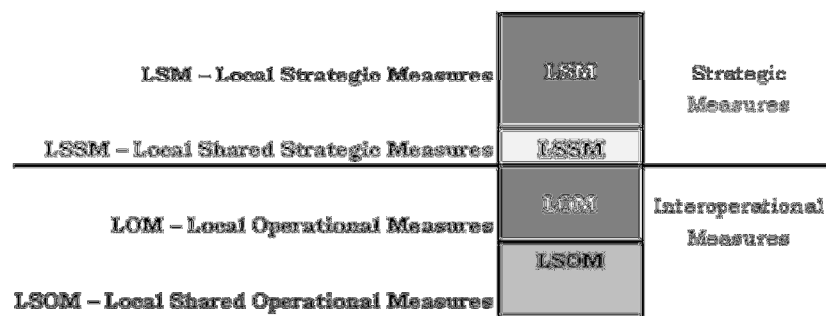 LSM – Local Strategic Measures
LSM
Strategic
Measures
LSSM – Local Shared Strategic Measures
LSSM
LOM – Local Operational Measures
LOM
Interoperational
Measures
LSOM
LSOM – Local Shared Operational Measures